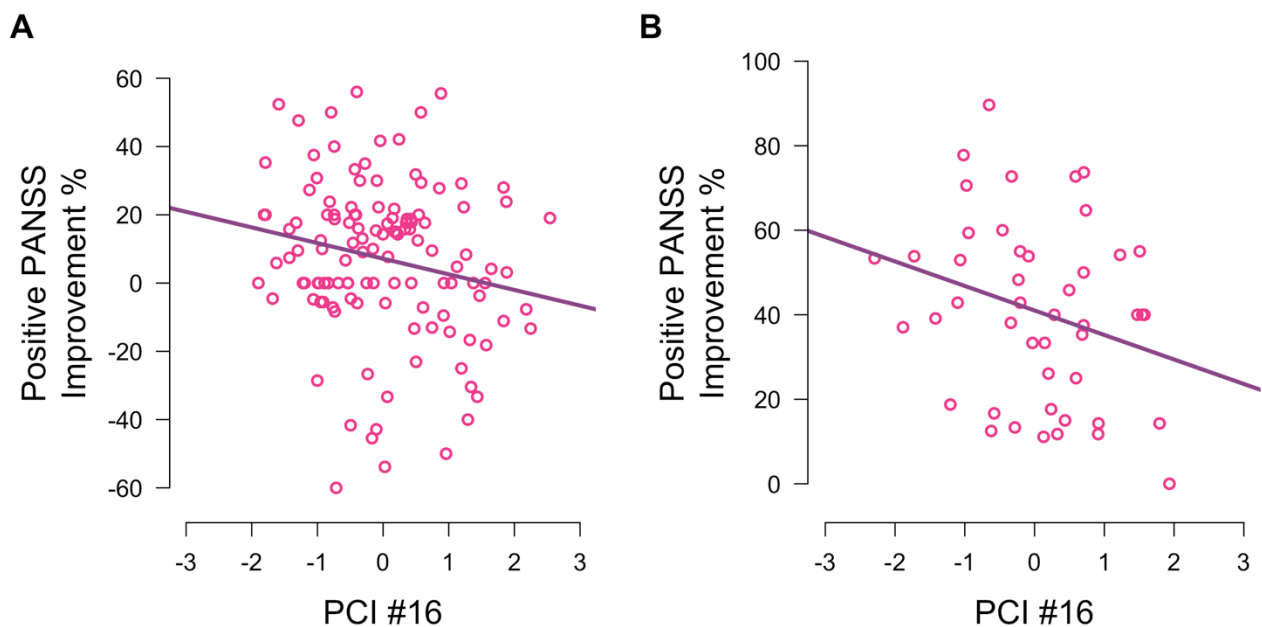 A
Positive PANSS
Improvement %
60
40
20
0
-20
-40
-60
-3 -2 -1 0 1 2 3
PCI #16
B
Positive PANSS
Improvement %
100
80
60
40
20
0
-3 -2 -1 0 1 2 3
PCI #16